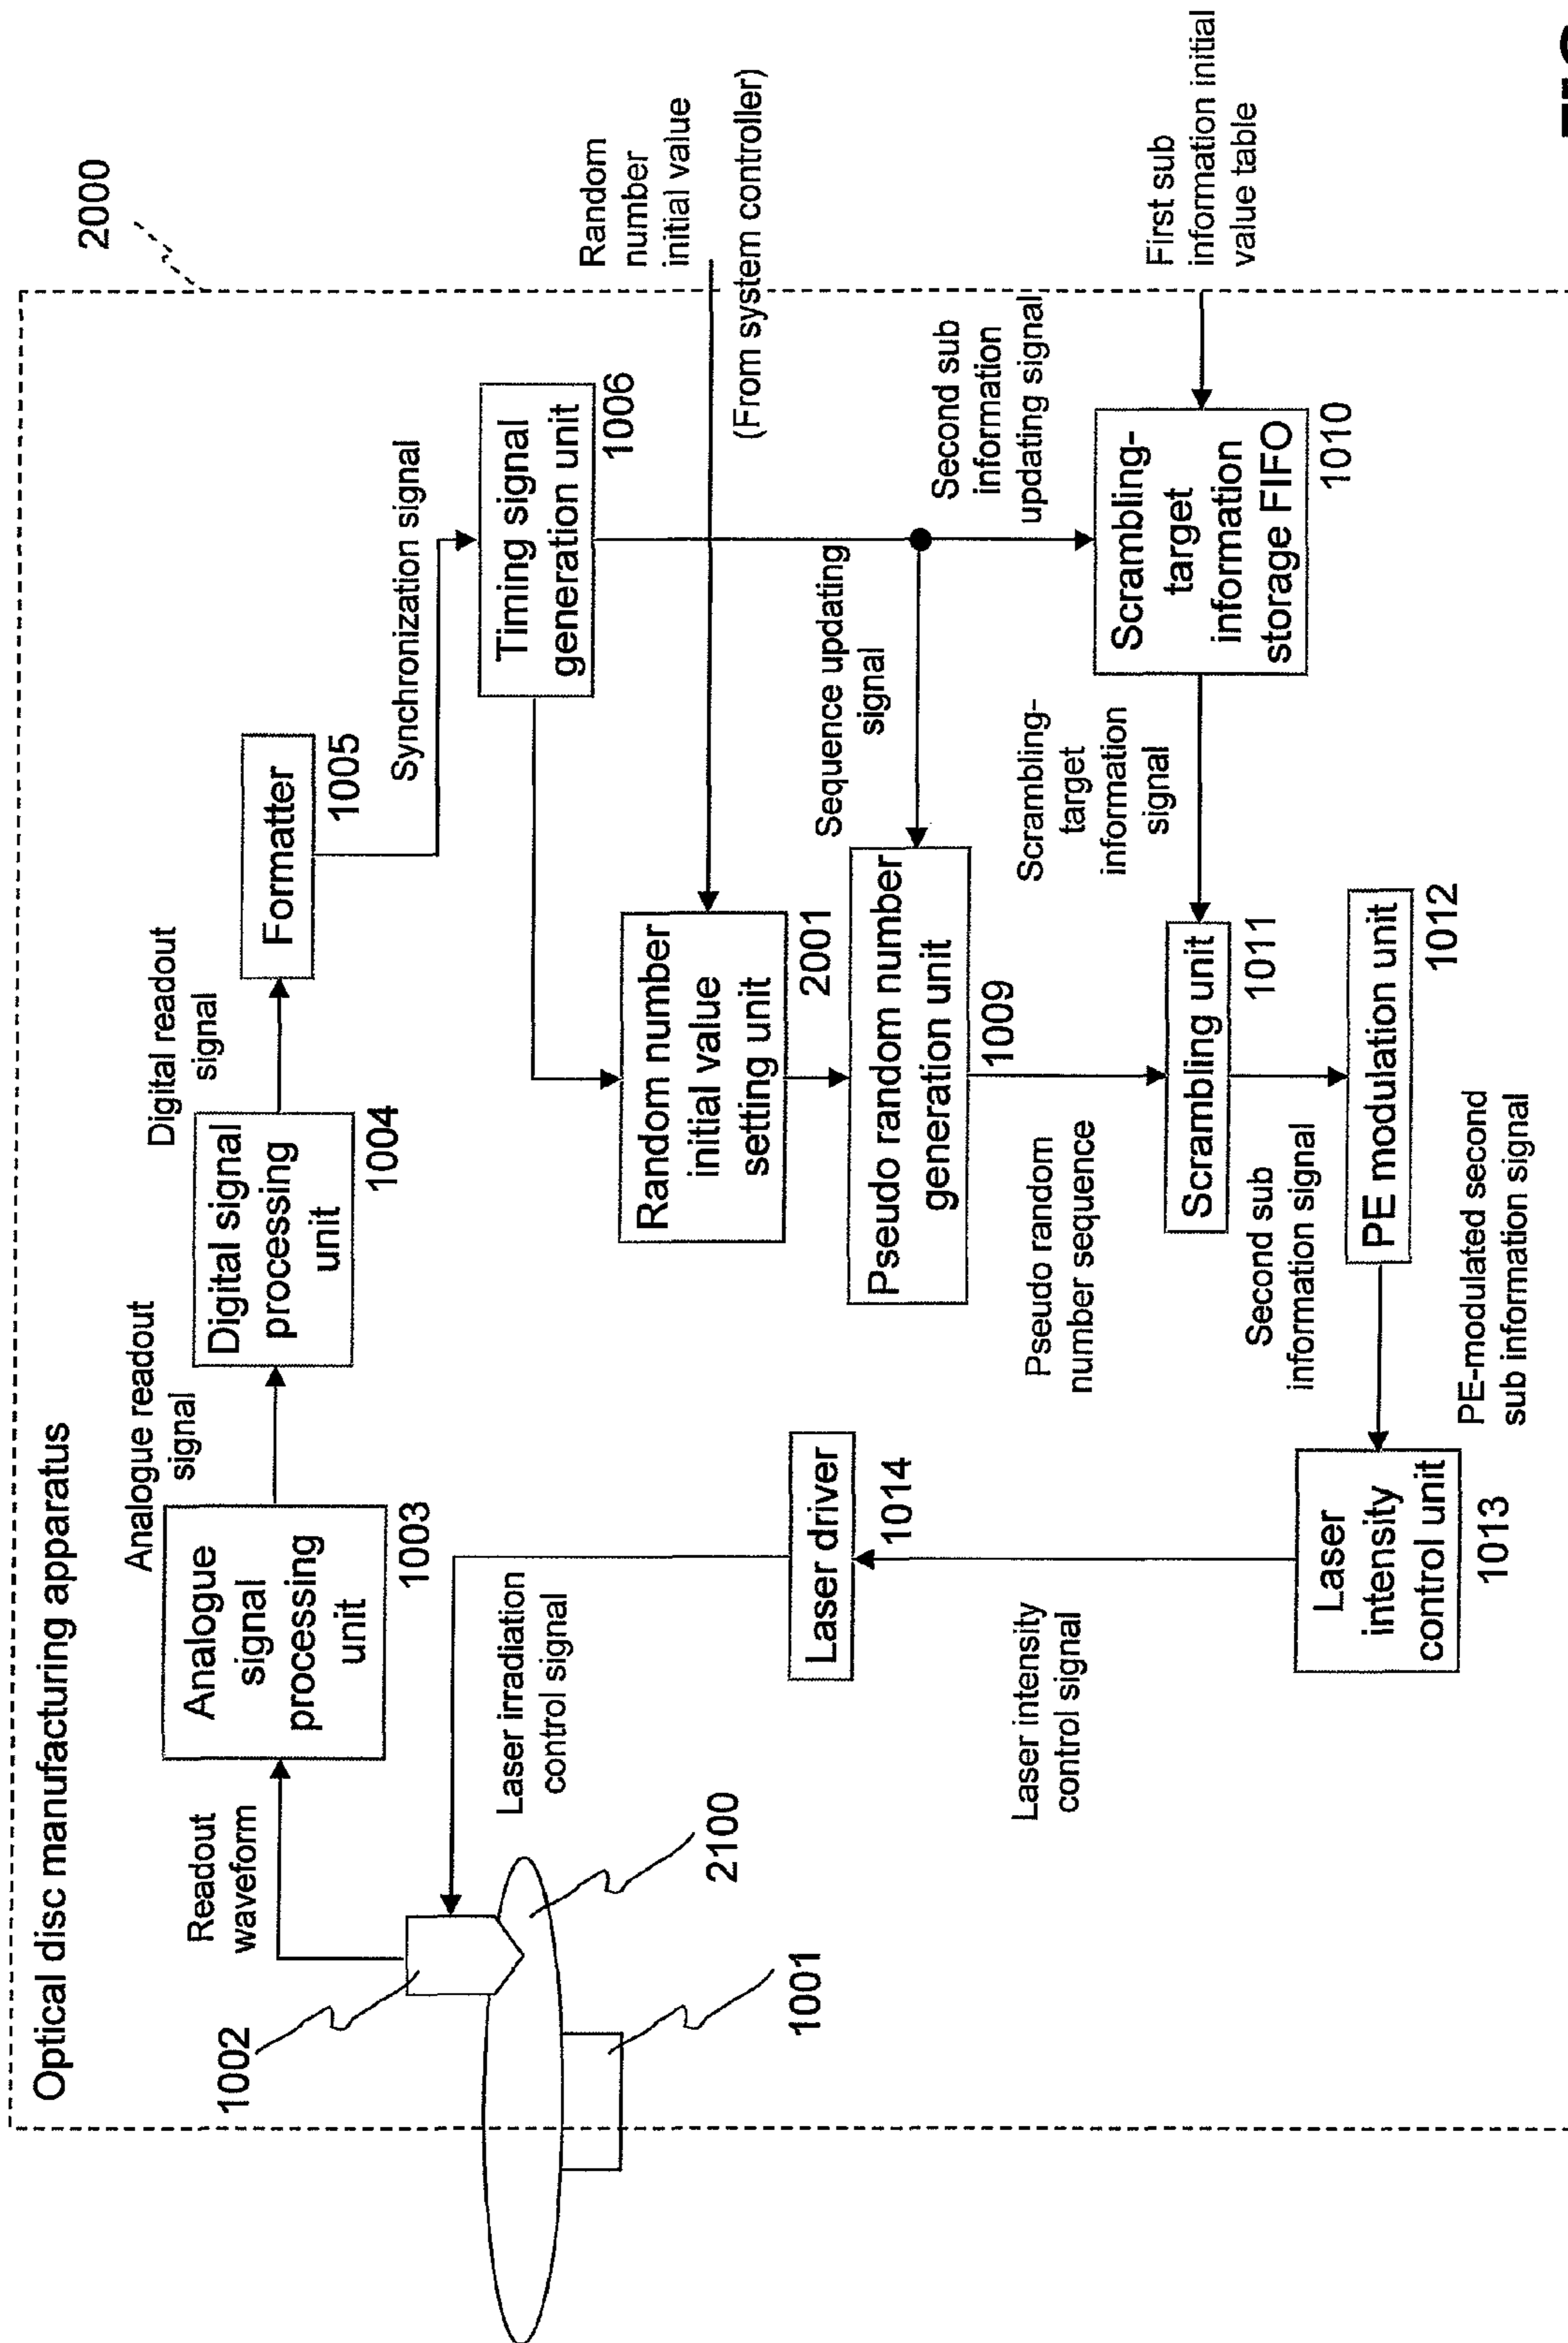 2000
Optical disc manufacturing apparatus
Analogue readout
signal
Digital readout
signal
Readout
waveform
Analogue
signal
processing
unit
1003
Digital signal
processing
unit
1004
Formatter
1005
Synchronization signal
Timing signal
generation unit
1006
Random
number
initial value
(From system controller)
1002
2100
1001
Laser irradiation
control signal
Random number
initial value
setting unit
2001
Sequence updating
signal
Second sub
information
updating signal
First sub
information initial
value table
Laser driver
1014
Pseudo random number
generation unit
1009
Pseudo random
number sequence
Scrambling-
target
information
signal
Scrambling-
target
information
storage FIFO
1010
Laser intensity
control signal
Scrambling unit
1011
Second sub
information signal
Laser
intensity
control unit
1013
PE modulation unit
1012
PE-modulated second
sub information signal